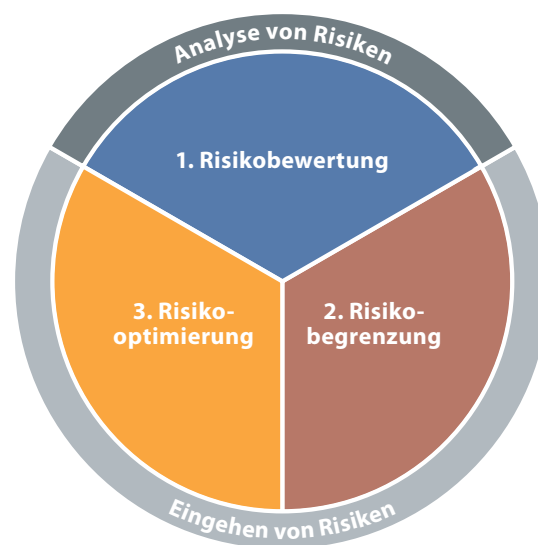 Analyse von Risiken
1. Risikobewertung
3. Risiko-
optimierung
2. Risiko-
begrenzung
Eingehen von Risiken